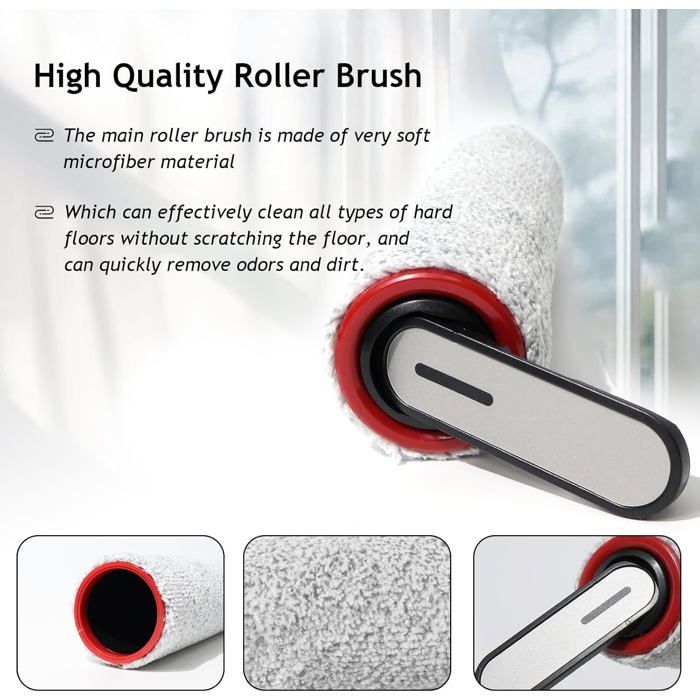 High Quality Roller Brush
The main roller brush is made of very soft
microfiber material
Which can effectively clean all types of hard
floors without scratching the floor, and
can quickly remove odors and dirt.